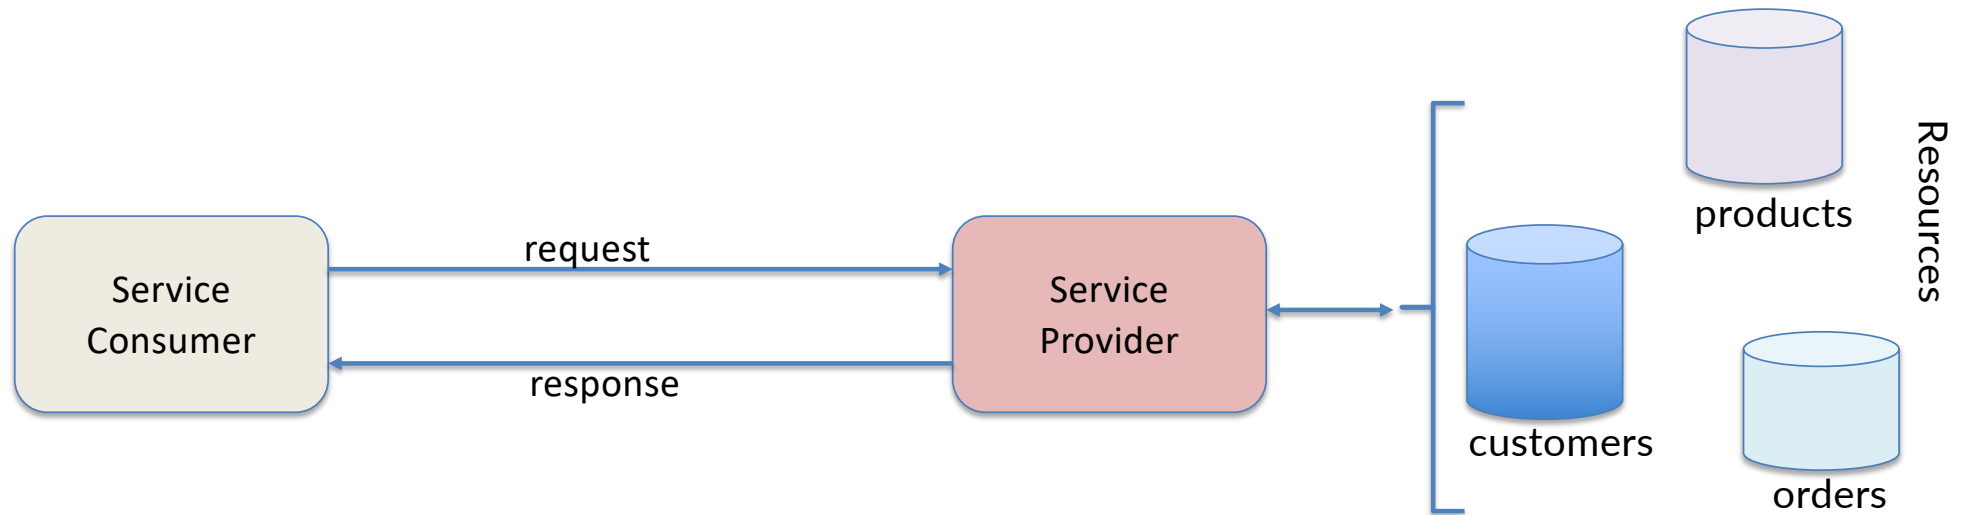 Service
Consumer
request
response
Service
Provider
products
customers
orders
Resources